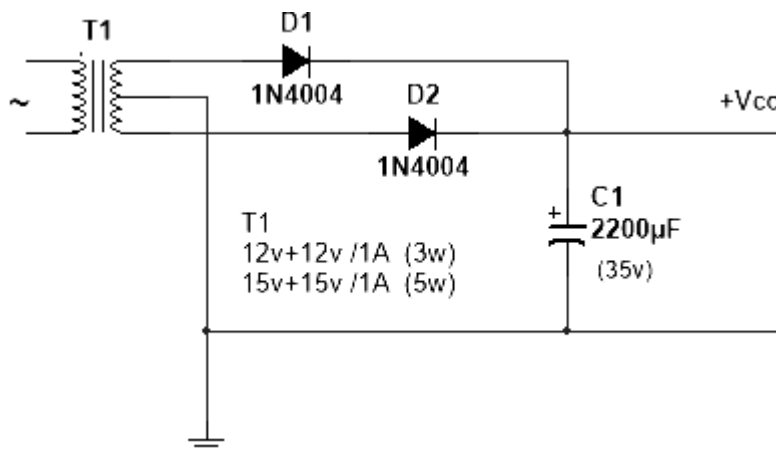 T1
D1
1N4004
D2
1N4004
~
+Vcc
C1
+
2200µF
(35v)
T1
12v+12v /1A (3w)
15v+15v /1A (5w)